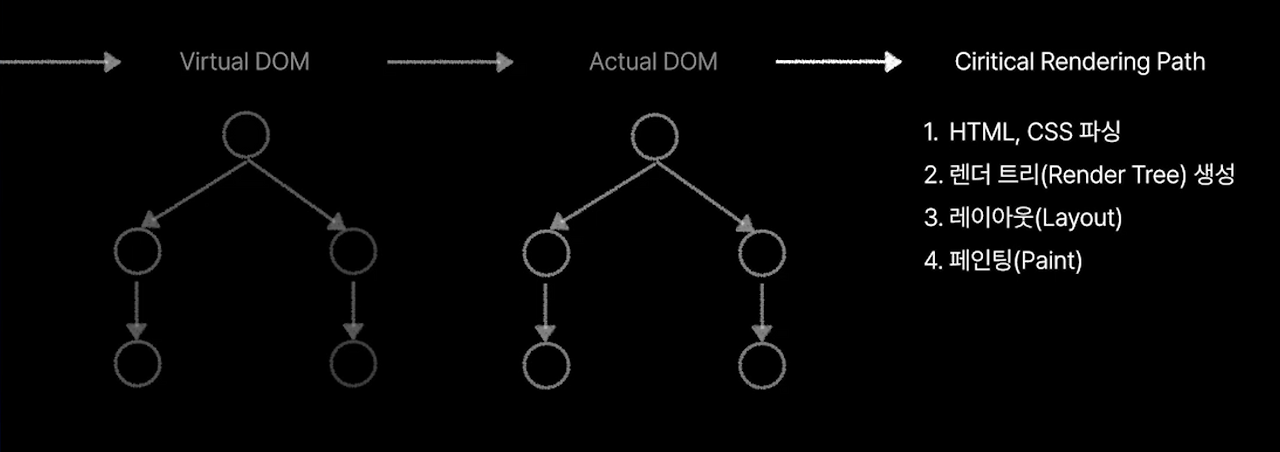 Virtual DOM
Actual DOM
Ciritical Rendering Path
1. HTML, CSS 파싱
2. 렌더 트리(Render Tree) 생성
3. 레이아웃(Layout)
4. 페인팅(Paint)